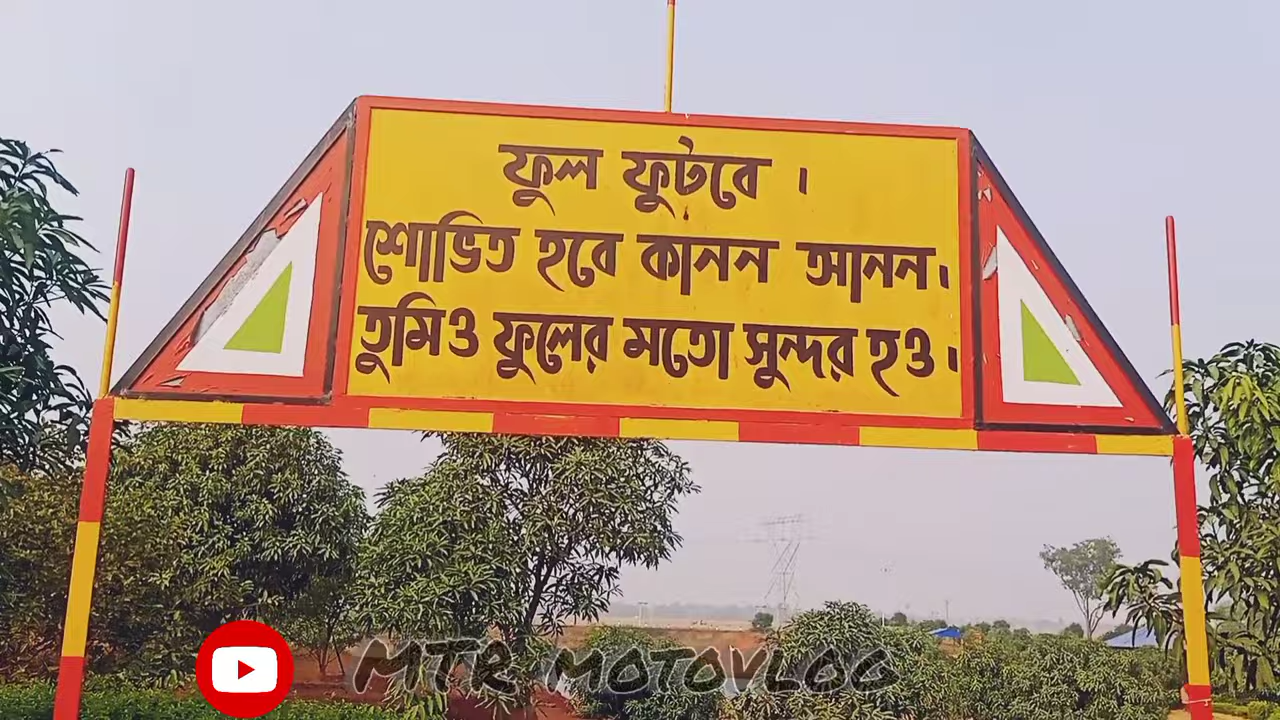 ফুল ফুটবে ।
শোভিত হবে কানন আনন।
তুমিও ফুলের মতো সুন্দর হও।
MTR MOTOVLOG